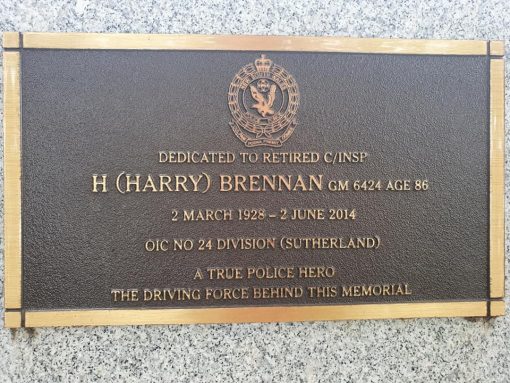 DEDICATED TO RETIRED C/INSP
H (HARRY) BRENNAN GM 6424 AGE 86
2 MARCH 1928 – 2 JUNE 2014
OIC NO 24 DIVISION (SUTHERLAND)
A TRUE POLICE HERO
THE DRIVING FORCE BEHIND THIS MEMORIAL